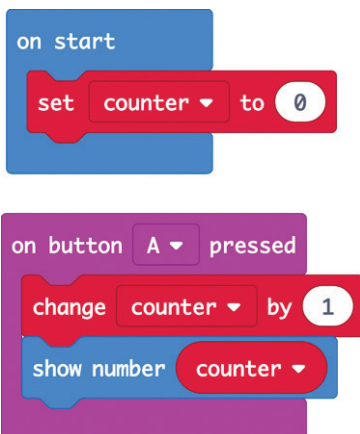 on start
set counter to 0
on button A pressed
change counter by 1
show number counter